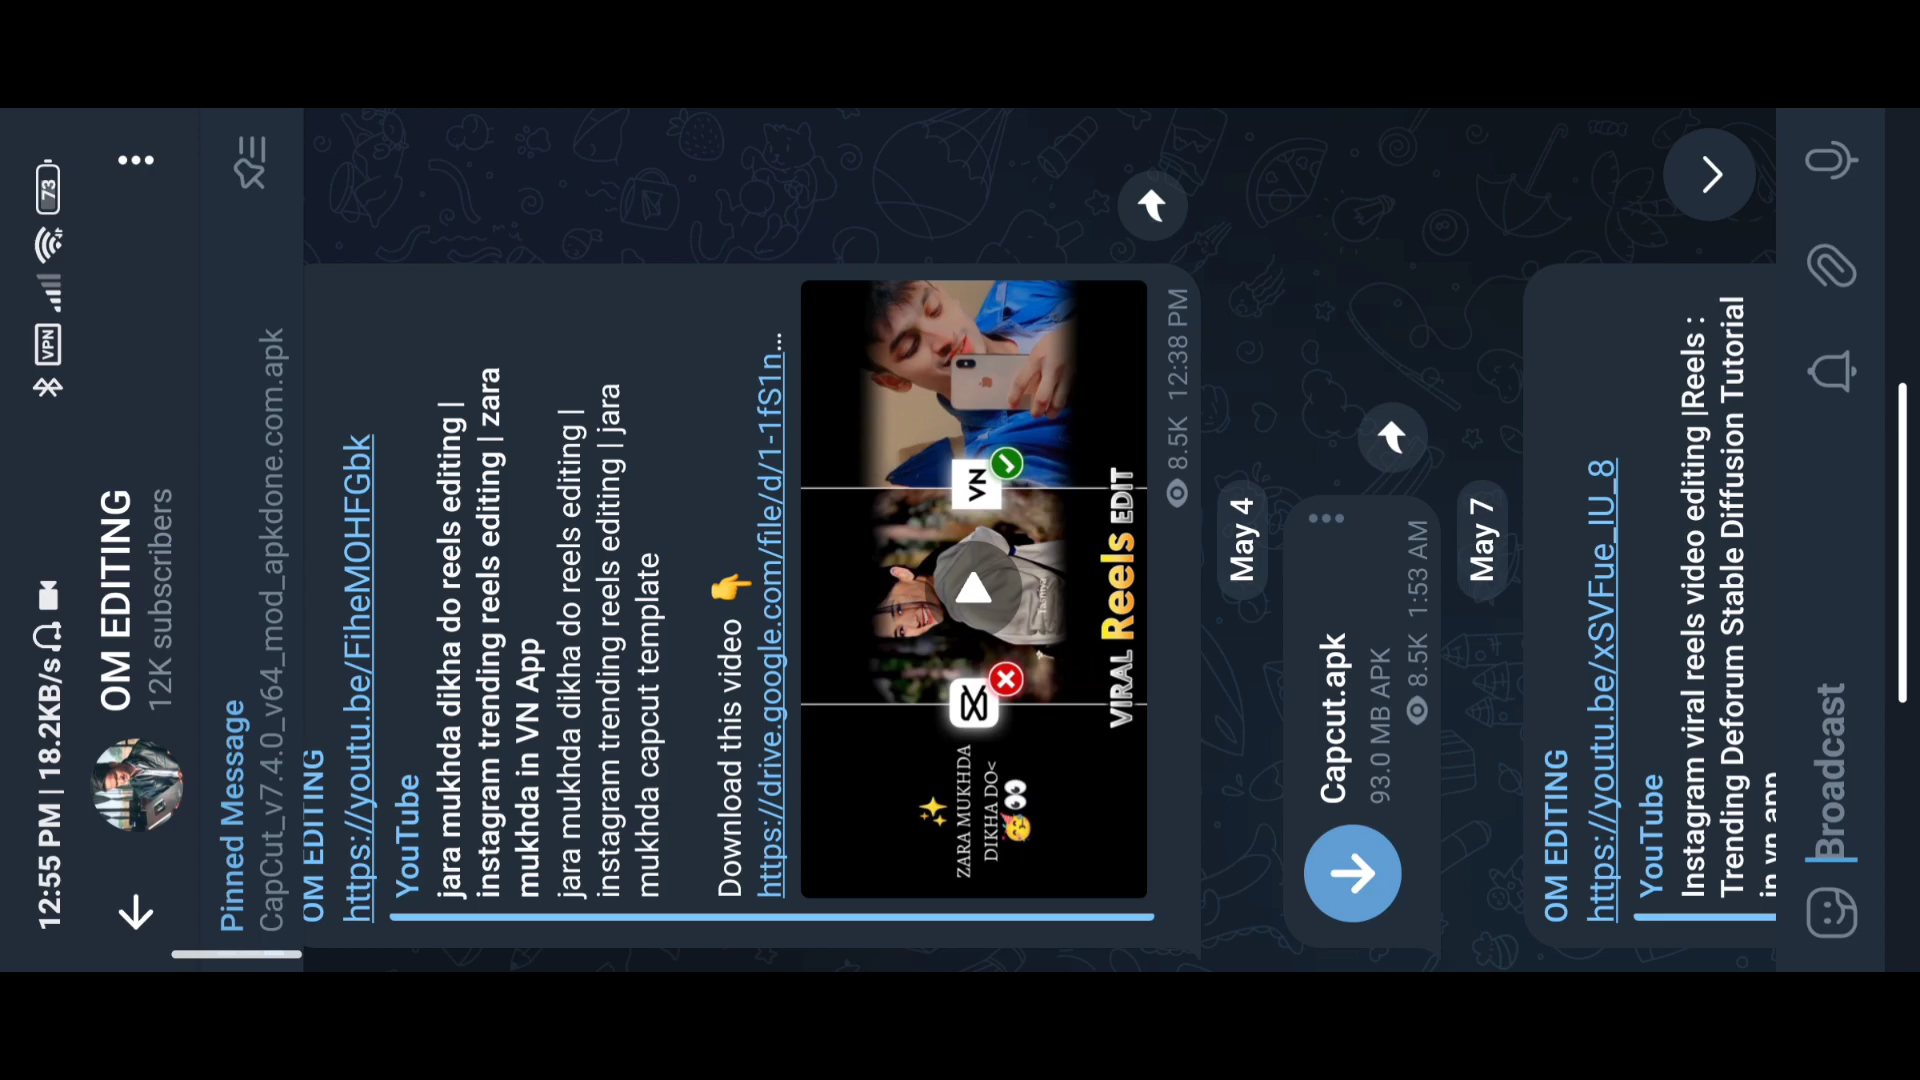 12:55 PM | 18.2KB/s
VPN
73
OM EDITING
12K subscribers
Pinned Message
CapCut_v7.4.0_v64_mod_apkdone.com.apk
OM EDITING
https://youtu.be/FiheMOHFGbk
YouTube
jara mukhda dikha do reels editing |
instagram trending reels editing | zara
mukhda in VN App
jara mukhda dikha do reels editing |
instagram trending reels editing | jara
mukhda capcut template
Download this video 👉
https://drive.google.com/file/d/1-1fS1n...
✨
ZARA MUKHDA
DIKHA DO<
🥳👀
VN
VIRAL Reels EDIT
8.5K 12:38 PM
May 4
Capcut.apk
93.0 MB APK
8.5K 1:53 AM
May 7
OM EDITING
https://youtu.be/xSVFue_IU_8
YouTube
Instagram viral reels video editing |Reels :
Trending Deforum Stable Diffusion Tutorial
in vn app
Broadcast